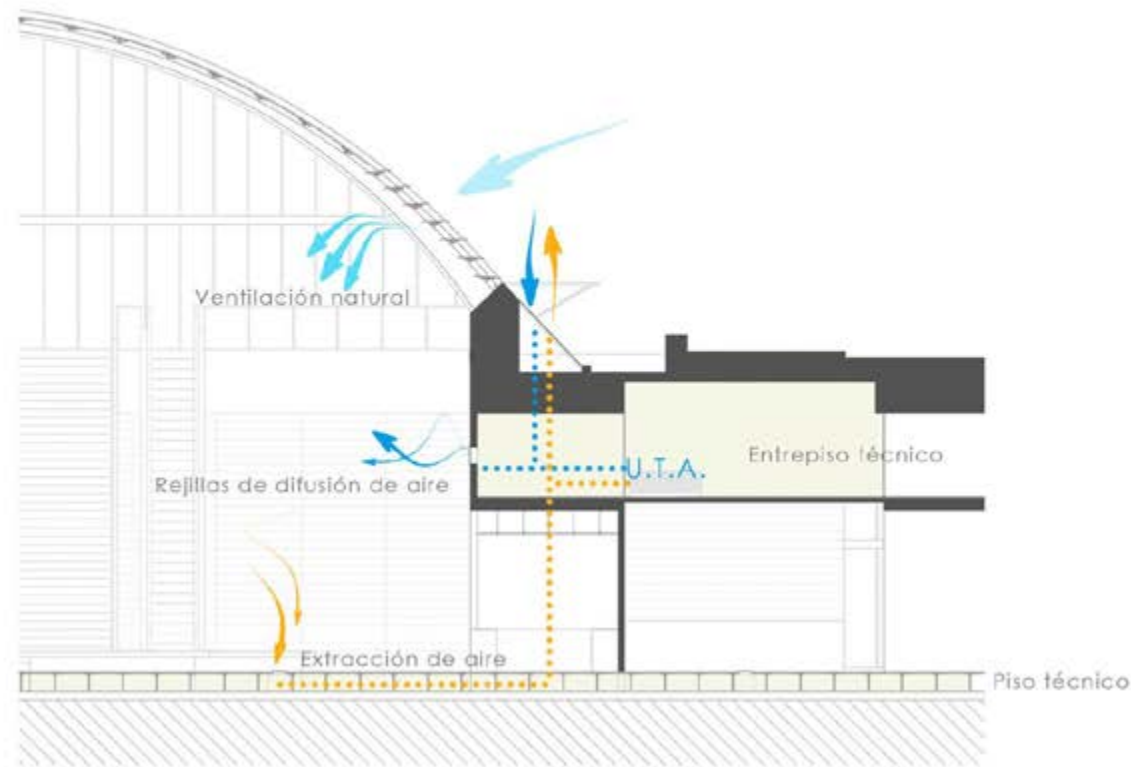 Ventilación natural
Rejillas de difusión de aire
U.T.A.
Entrepiso técnico
Extracción de aire
Piso técnico